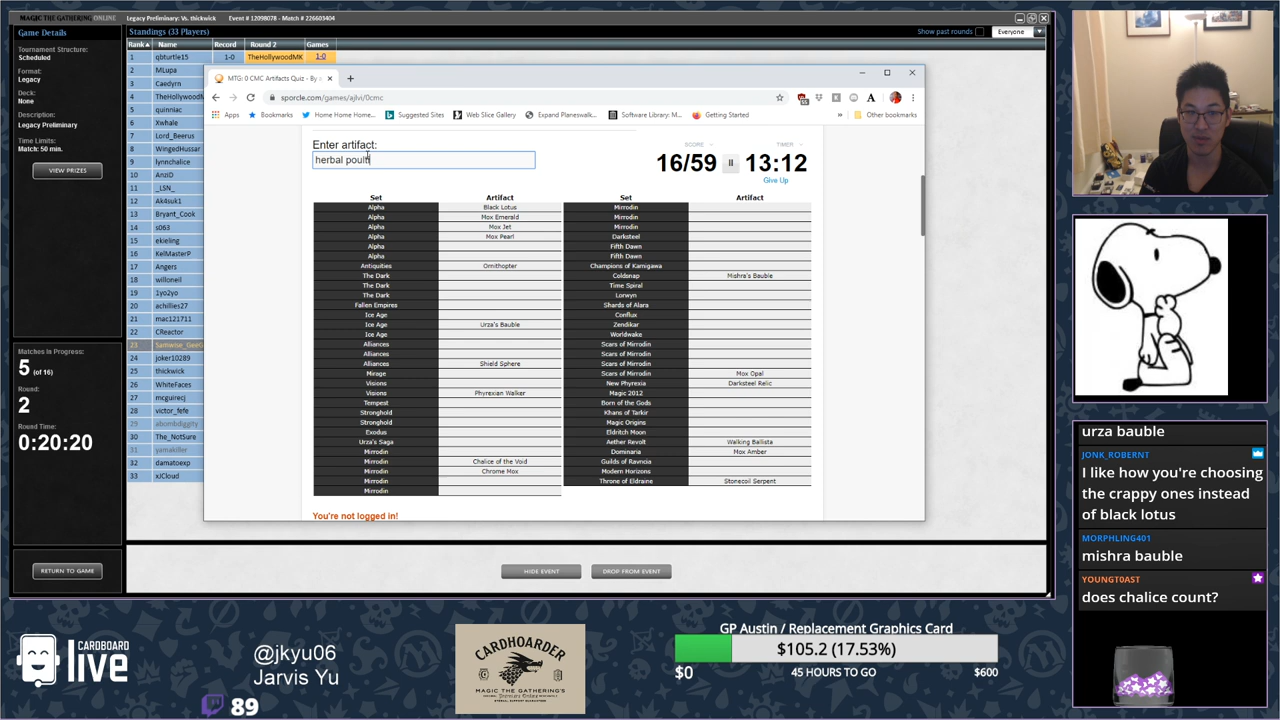 MAGIC THE GATHERING ONLINE
Legacy Preliminary: Vs. thickwick
Event # 12098078 - Match # 226603404
Game Details
Tournament Structure:
Scheduled
Format:
Legacy
Deck:
None
Description:
Legacy Preliminary
Time Limits:
Match: 50 min.
VIEW PRIZES
Matches in Progress:
5 (of 16)
Round:
2
Round Time:
0:20:20
RETURN TO GAME
Standings (33 Players)
Show past rounds
Everyone
Rank Name Record Round 2 Games
1 qbturtle15 1-0 TheHollywoodMK 1-0
2 MLupa
3 Caedyrn
4 TheHollywoodM
5 quinniac
6 Xwhale
7 Lord_Beerus
8 WingedHussar
9 lynnchalice
10 AnziD
11 _LSN_
12 Ak4suk1
13 Bryant_Cook
14 s063
15 ekieling
16 KelMasterP
17 Angers
18 willoneil
19 1yo2yo
20 achillies27
21 mac121711
22 CReactor
23 Samwise_GeeG
24 joker10289
25 thickwick
26 WhiteFaces
27 mcguirecj
28 victor_fefe
29 abombdiggity
30 The_NotSure
31 yamakiller
32 damatoexp
33 xJCloud
MTG: 0 CMC Artifacts Quiz - By a
sporcle.com/games/ajlvi/0cmc
Apps
Bookmarks
Home Home Home...
Suggested Sites
Web Slice Gallery
Expand Planeswalk...
Software Library: M...
Getting Started
Other bookmarks
Enter artifact:
herbal poulti
SCORE
16/59
TIMER
13:12
Give Up
Set Artifact Set Artifact
Alpha Black Lotus Mirrodin
Alpha Mox Emerald Mirrodin
Alpha Mox Jet Mirrodin
Alpha Mox Pearl Darksteel
Alpha Fifth Dawn
Alpha Fifth Dawn
Antiquities Ornithopter Champions of Kamigawa
The Dark Coldsnap Mishra's Bauble
The Dark Time Spiral
The Dark Lorwyn
Fallen Empires Shards of Alara
Ice Age Conflux
Ice Age Urza's Bauble Zendikar
Ice Age Worldwake
Alliances Scars of Mirrodin
Alliances Scars of Mirrodin
Alliances Shield Sphere Scars of Mirrodin
Mirage Scars of Mirrodin Mox Opal
Visions New Phyrexia Darksteel Relic
Visions Phyrexian Walker Magic 2012
Tempest Born of the Gods
Stronghold Khans of Tarkir
Stronghold Magic Origins
Exodus Eldritch Moon
Urza's Saga Aether Revolt Walking Ballista
Mirrodin Dominaria Mox Amber
Mirrodin Chalice of the Void Guilds of Ravnica
Mirrodin Chrome Mox Modern Horizons
Mirrodin Throne of Eldraine Stonecoil Serpent
Mirrodin
You're not logged in!
HIDE EVENT
DROP FROM EVENT
urza bauble
JONK_ROBERNT
I like how you're choosing
the crappy ones instead
of black lotus
MORPHLING401
mishra bauble
YOUNGT0AST
does chalice count?
CARDBOARD
live
@jkyu06
Jarvis Yu
89
CARDHOARDER
MAGIC THE GATHERING'S
GP Austin / Replacement Graphics Card
$105.2 (17.53%)
$0
45 HOURS TO GO
$600